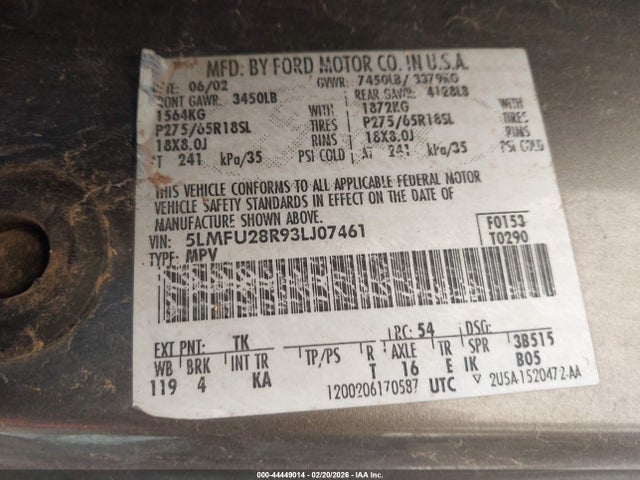 MFD. BY FORD MOTOR CO. IN U.S.A.
06/02 GVWR: 7450LB/ 3379KG
FRONT GAWR: 3450LB REAR GAWR: 4128LB
1564KG WITH 1872KG WITH
P275/65R18SL TIRES P275/65R18SL TIRES
18X8.0J RIMS 18X8.0J RIMS
AT 241 kPa/35 PSI COLD AT 241 kPa/35 PSI COLD
THIS VEHICLE CONFORMS TO ALL APPLICABLE FEDERAL MOTOR
VEHICLE SAFETY STANDARDS IN EFFECT ON THE DATE OF
MANUFACTURE SHOWN ABOVE.
VIN: 5LMFU28R93LJ07461 F0153
TYPE: MPV T0290
EXT PNT: TK RC: 54 DSO:
WB BRK INT TR TP/PS R AXLE TR SPR 3B515
119 4 KA T 16 E IK B05
1200206170587 UTC ▽ 2U5A-1520472-AA
000-44449014 - 02/20/2026 - IAA Inc.